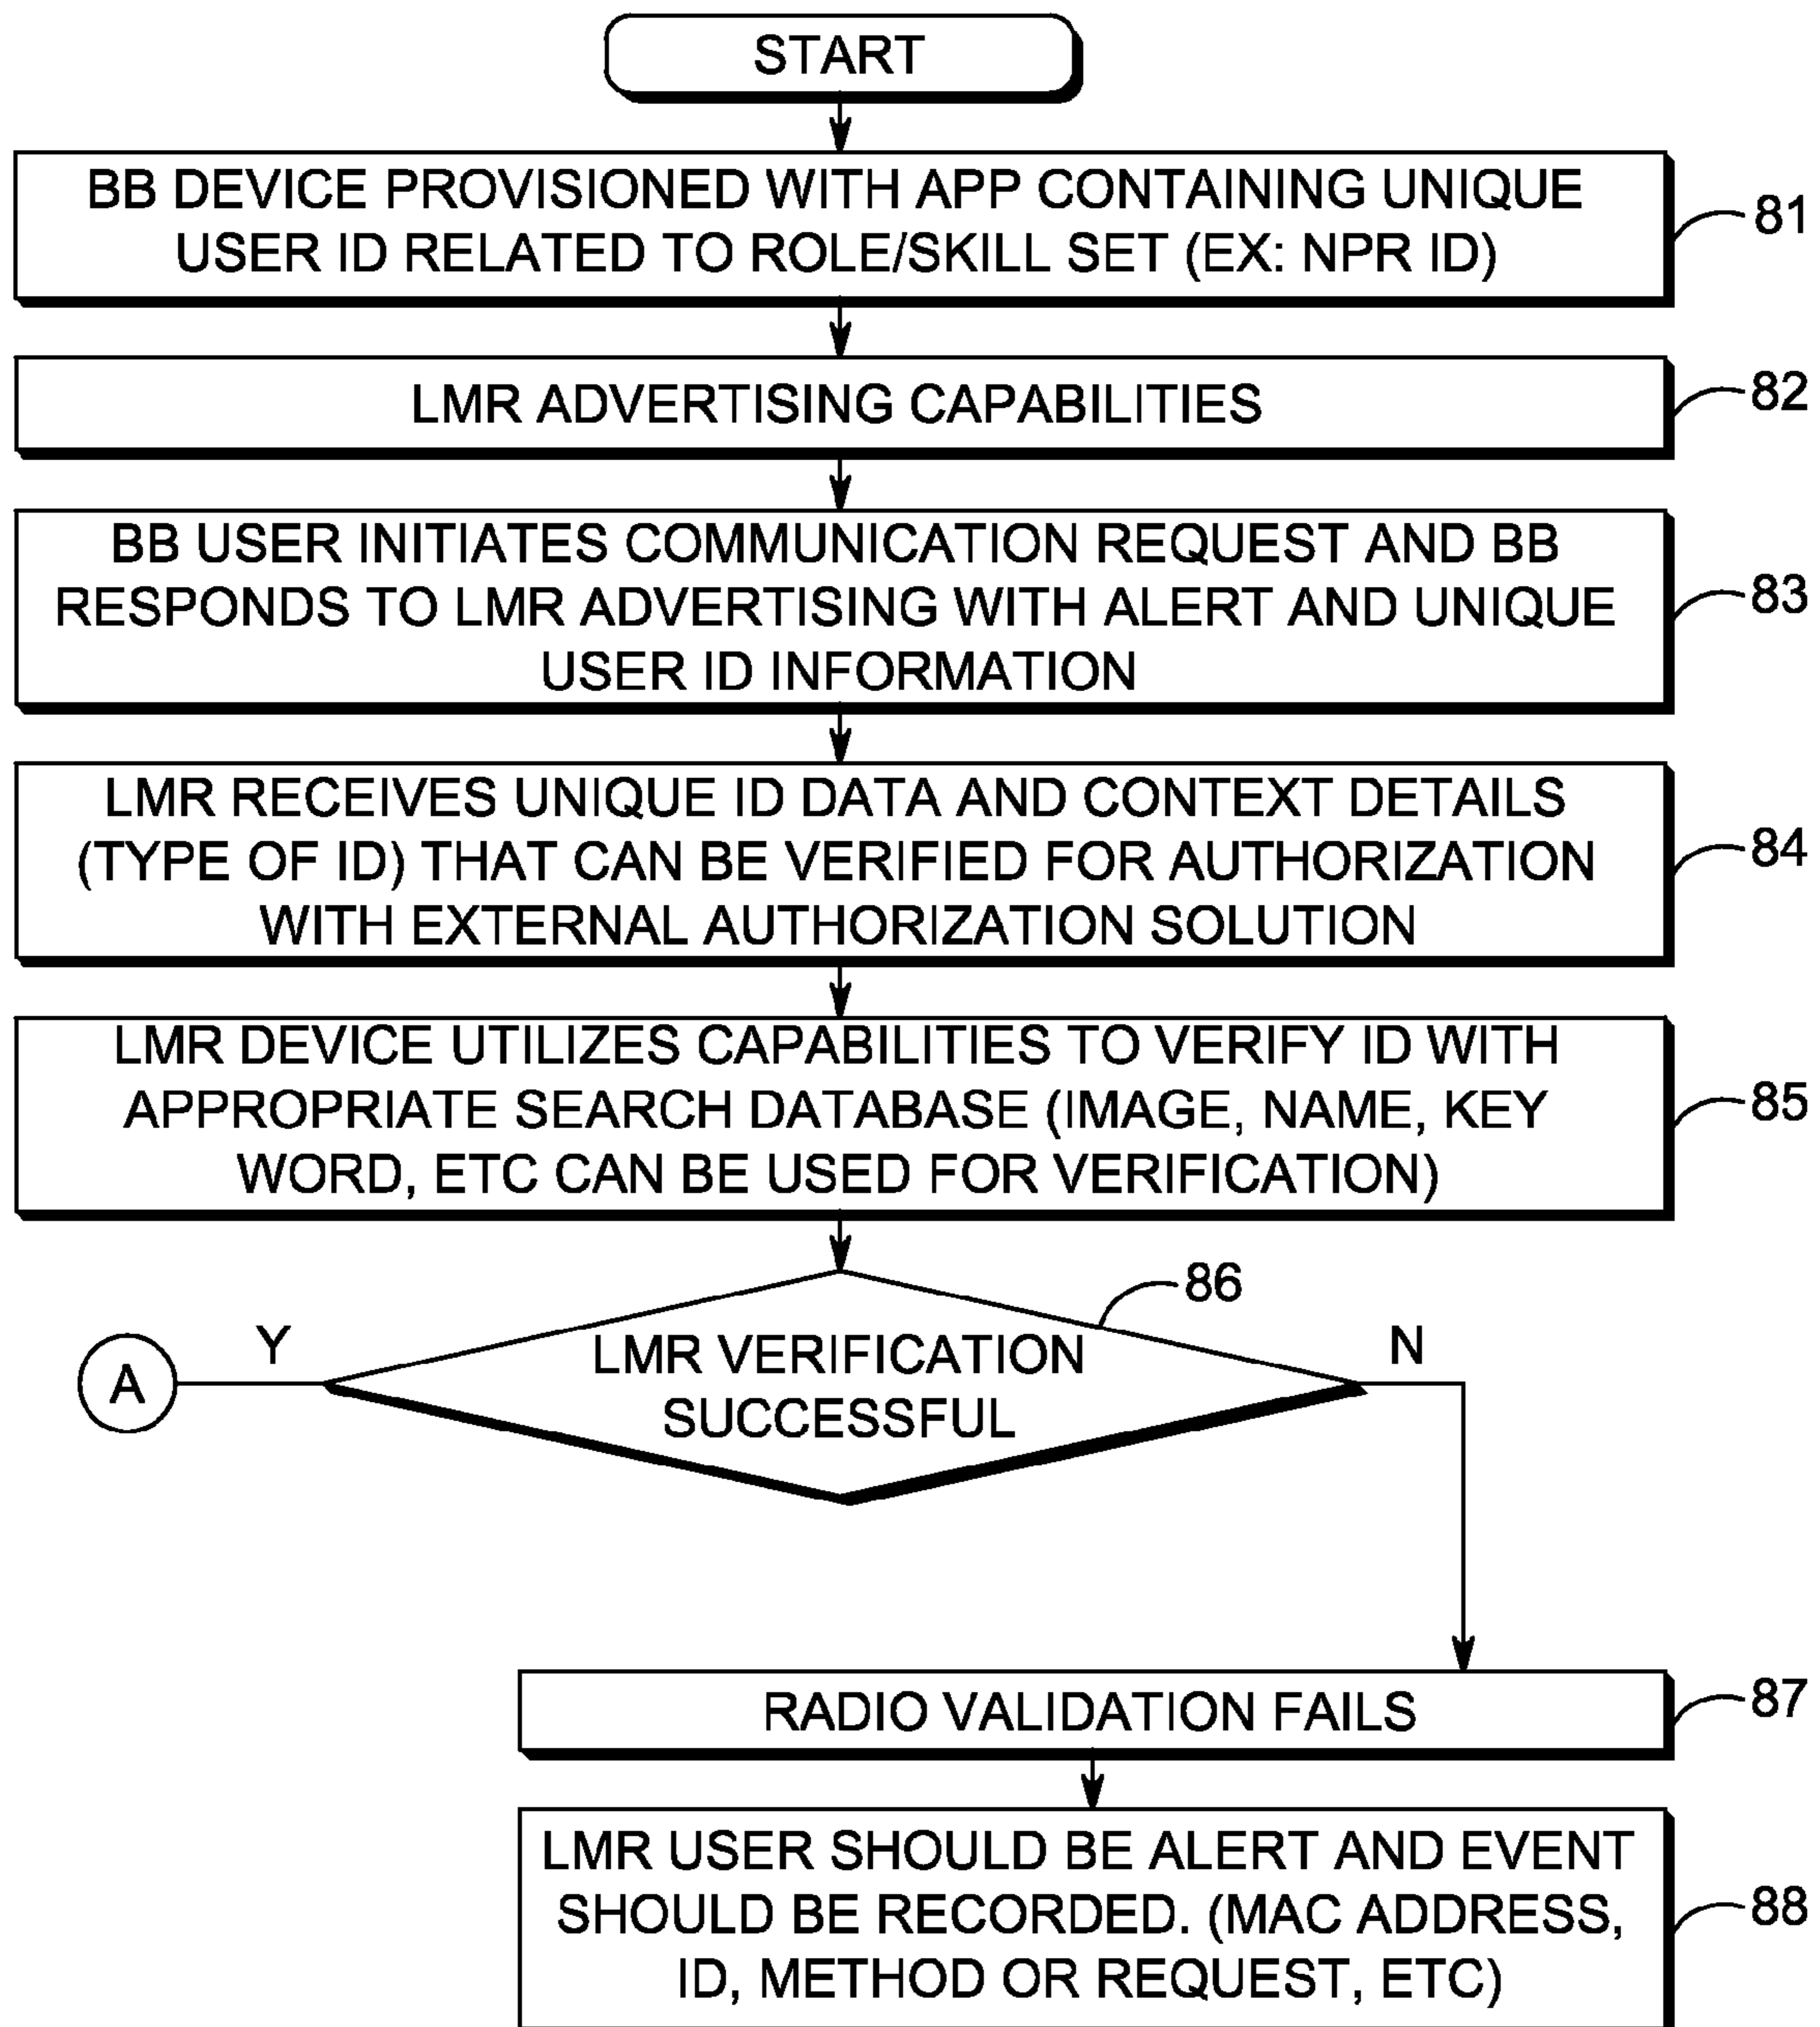 START
BB DEVICE PROVISIONED WITH APP CONTAINING UNIQUE
USER ID RELATED TO ROLE/SKILL SET (EX: NPR ID)
81
LMR ADVERTISING CAPABILITIES
82
BB USER INITIATES COMMUNICATION REQUEST AND BB
RESPONDS TO LMR ADVERTISING WITH ALERT AND UNIQUE
USER ID INFORMATION
83
LMR RECEIVES UNIQUE ID DATA AND CONTEXT DETAILS
(TYPE OF ID) THAT CAN BE VERIFIED FOR AUTHORIZATION
WITH EXTERNAL AUTHORIZATION SOLUTION
84
LMR DEVICE UTILIZES CAPABILITIES TO VERIFY ID WITH
APPROPRIATE SEARCH DATABASE (IMAGE, NAME, KEY
WORD, ETC CAN BE USED FOR VERIFICATION)
85
86
A
Y
LMR VERIFICATION
SUCCESSFUL
N
RADIO VALIDATION FAILS
87
LMR USER SHOULD BE ALERT AND EVENT
SHOULD BE RECORDED. (MAC ADDRESS,
ID, METHOD OR REQUEST, ETC)
88